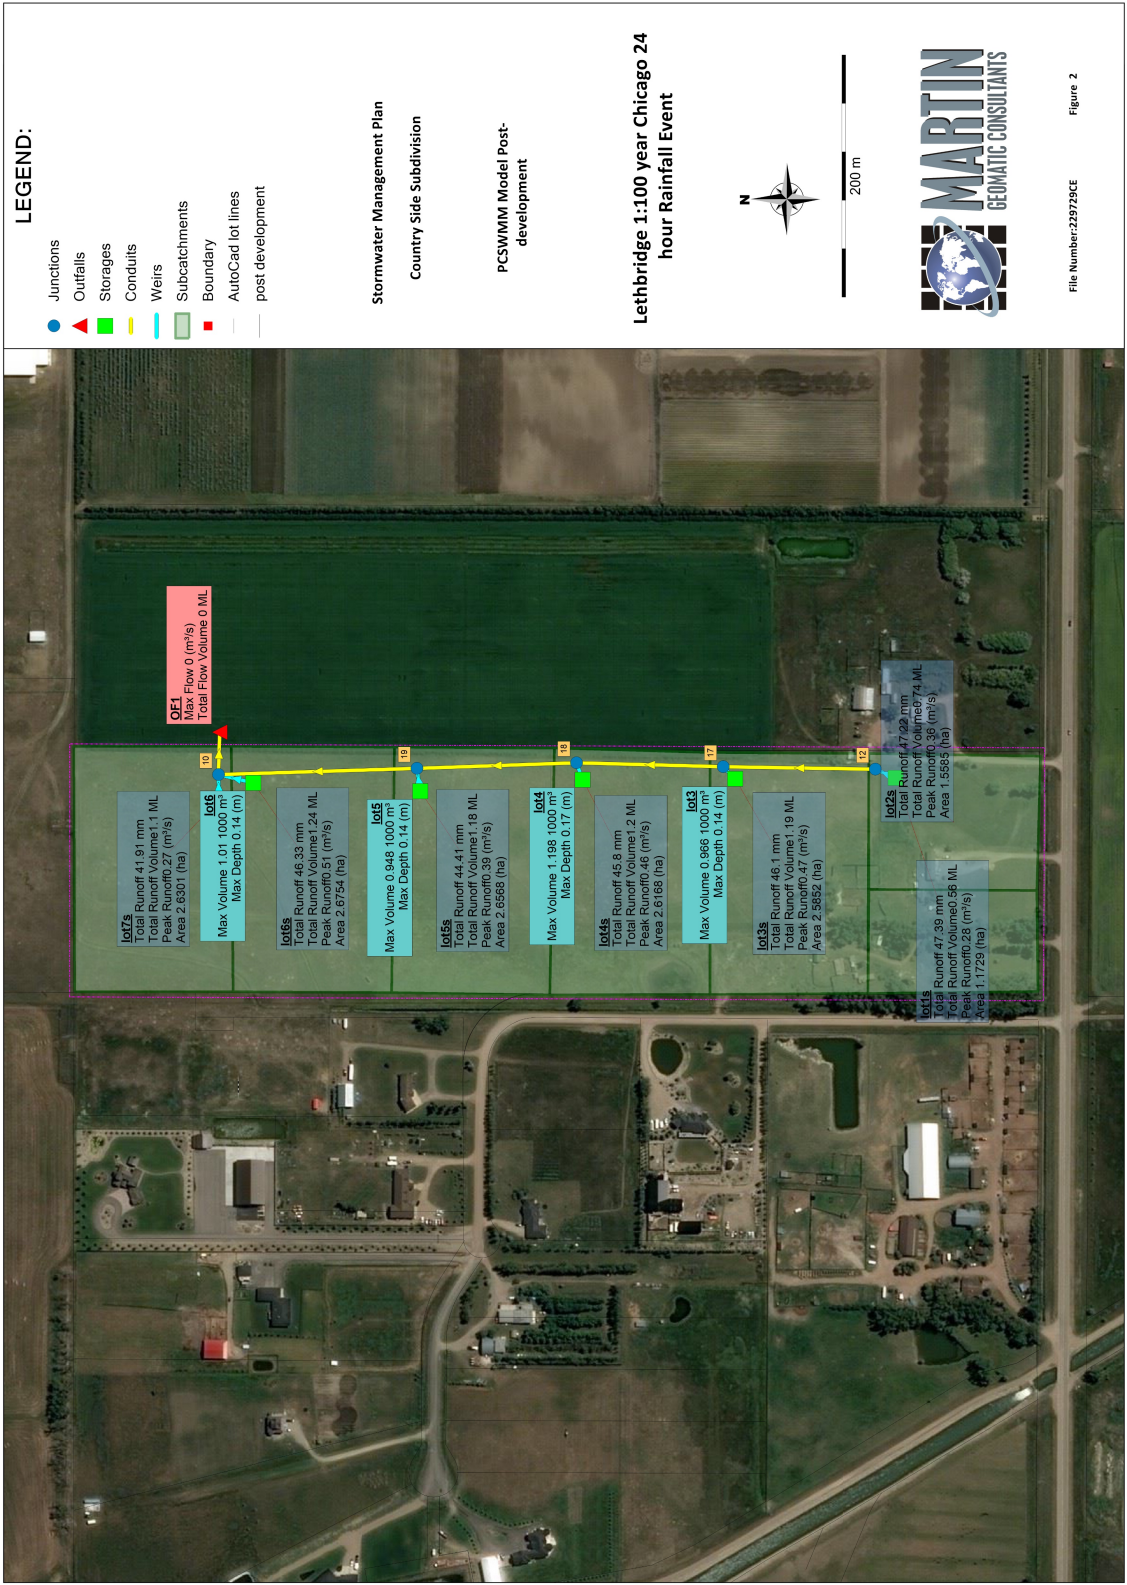 LEGEND:
Junctions
Outfalls
Storages
Conduits
Weirs
Subcatchments
Boundary
AutoCad lot lines
post development
Stormwater Management Plan
Country Side Subdivision
PCSWMM Model Post-
development
Lethbridge 1:100 year Chicago 24
hour Rainfall Event
N
200 m
MARTIN
GEOMATIC CONSULTANTS
File Number:229729CE
Figure 2
OF1
Max Flow 0 (m³/s)
Total Flow Volume 0 ML
10
19
18
17
12
lot7s
Total Runoff 41.91 mm
Total Runoff Volume1.1 ML
Peak Runoff0.27 (m³/s)
Area 2.6301 (ha)
lot6
Max Volume 1.01 1000 m³
Max Depth 0.14 (m)
lot6s
Total Runoff 46.33 mm
Total Runoff Volume1.24 ML
Peak Runoff0.51 (m³/s)
Area 2.6754 (ha)
lot5
Max Volume 0.948 1000 m³
Max Depth 0.14 (m)
lot5s
Total Runoff 44.41 mm
Total Runoff Volume1.18 ML
Peak Runoff0.39 (m³/s)
Area 2.6568 (ha)
lot4
Max Volume 1.198 1000 m³
Max Depth 0.17 (m)
lot4s
Total Runoff 45.8 mm
Total Runoff Volume1.2 ML
Peak Runoff0.46 (m³/s)
Area 2.6168 (ha)
lot3
Max Volume 0.966 1000 m³
Max Depth 0.14 (m)
lot3s
Total Runoff 46.1 mm
Total Runoff Volume1.19 ML
Peak Runoff0.47 (m³/s)
Area 2.5852 (ha)
lot2s
Total Runoff 47.22 mm
Total Runoff Volume0.74 ML
Peak Runoff0.36 (m³/s)
Area 1.5585 (ha)
lot1s
Total Runoff 47.39 mm
Total Runoff Volume0.56 ML
Peak Runoff0.28 (m³/s)
Area 1.1729 (ha)